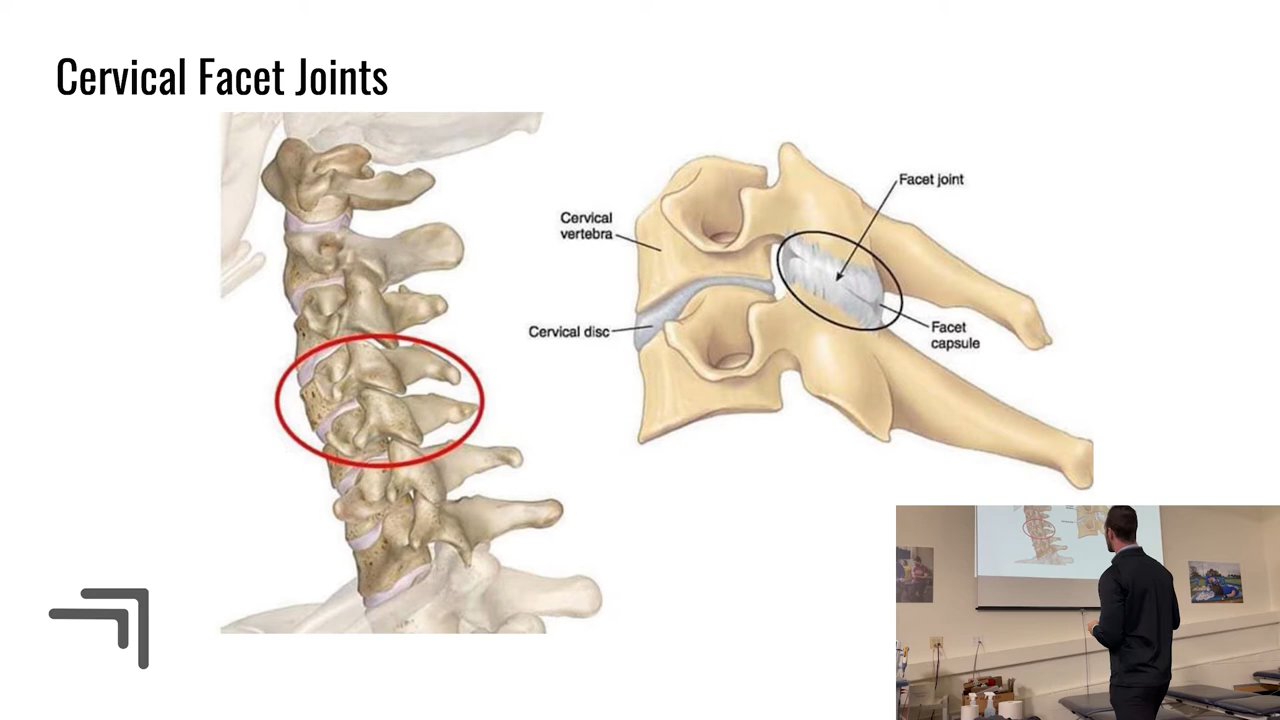 Cervical Facet Joints
Facet joint
Cervical
vertebra
Cervical disc
Facet
capsule